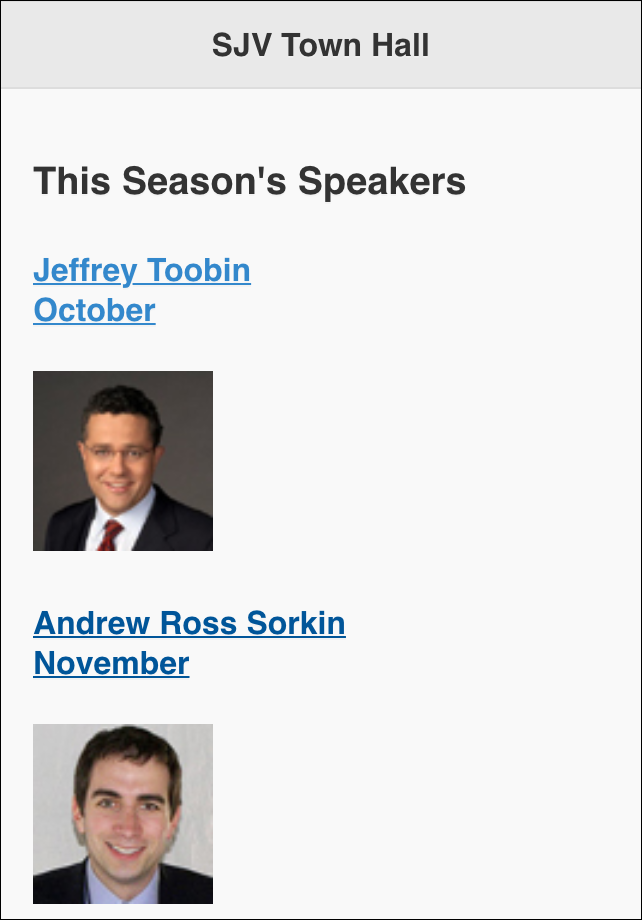 SJV Town Hall
This Season's Speakers
Jeffrey Toobin
October
Andrew Ross Sorkin
November